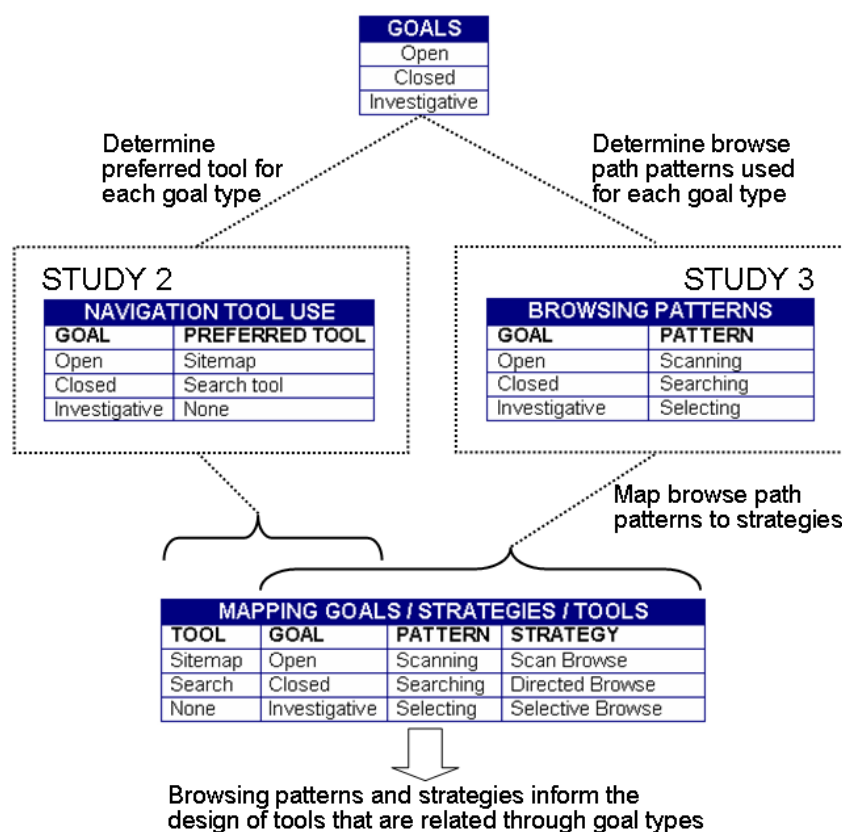 GOALS
Open
Closed
Investigative
Determine
preferred tool for
each goal type
Determine browse
path patterns used
for each goal type
STUDY 2
NAVIGATION TOOL USE
GOAL PREFERRED TOOL
Open Sitemap
Closed Search tool
Investigative None
STUDY 3
BROWSING PATTERNS
GOAL PATTERN
Open Scanning
Closed Searching
Investigative Selecting
Map browse path
patterns to strategies
MAPPING GOALS / STRATEGIES / TOOLS
TOOL GOAL PATTERN STRATEGY
Sitemap Open Scanning Scan Browse
Search Closed Searching Directed Browse
None Investigative Selecting Selective Browse
Browsing patterns and strategies inform the
design of tools that are related through goal types